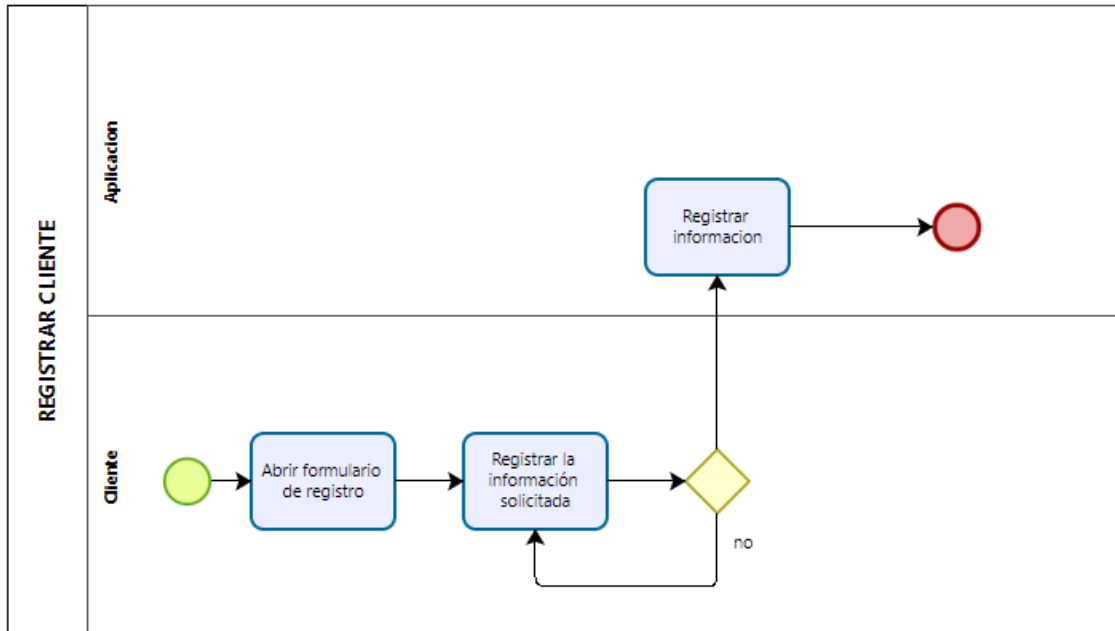 REGISTRAR CLIENTE
Aplicacion
Registrar
informacion
Cliente
Abrir formulario
de registro
Registrar la
información
solicitada
no